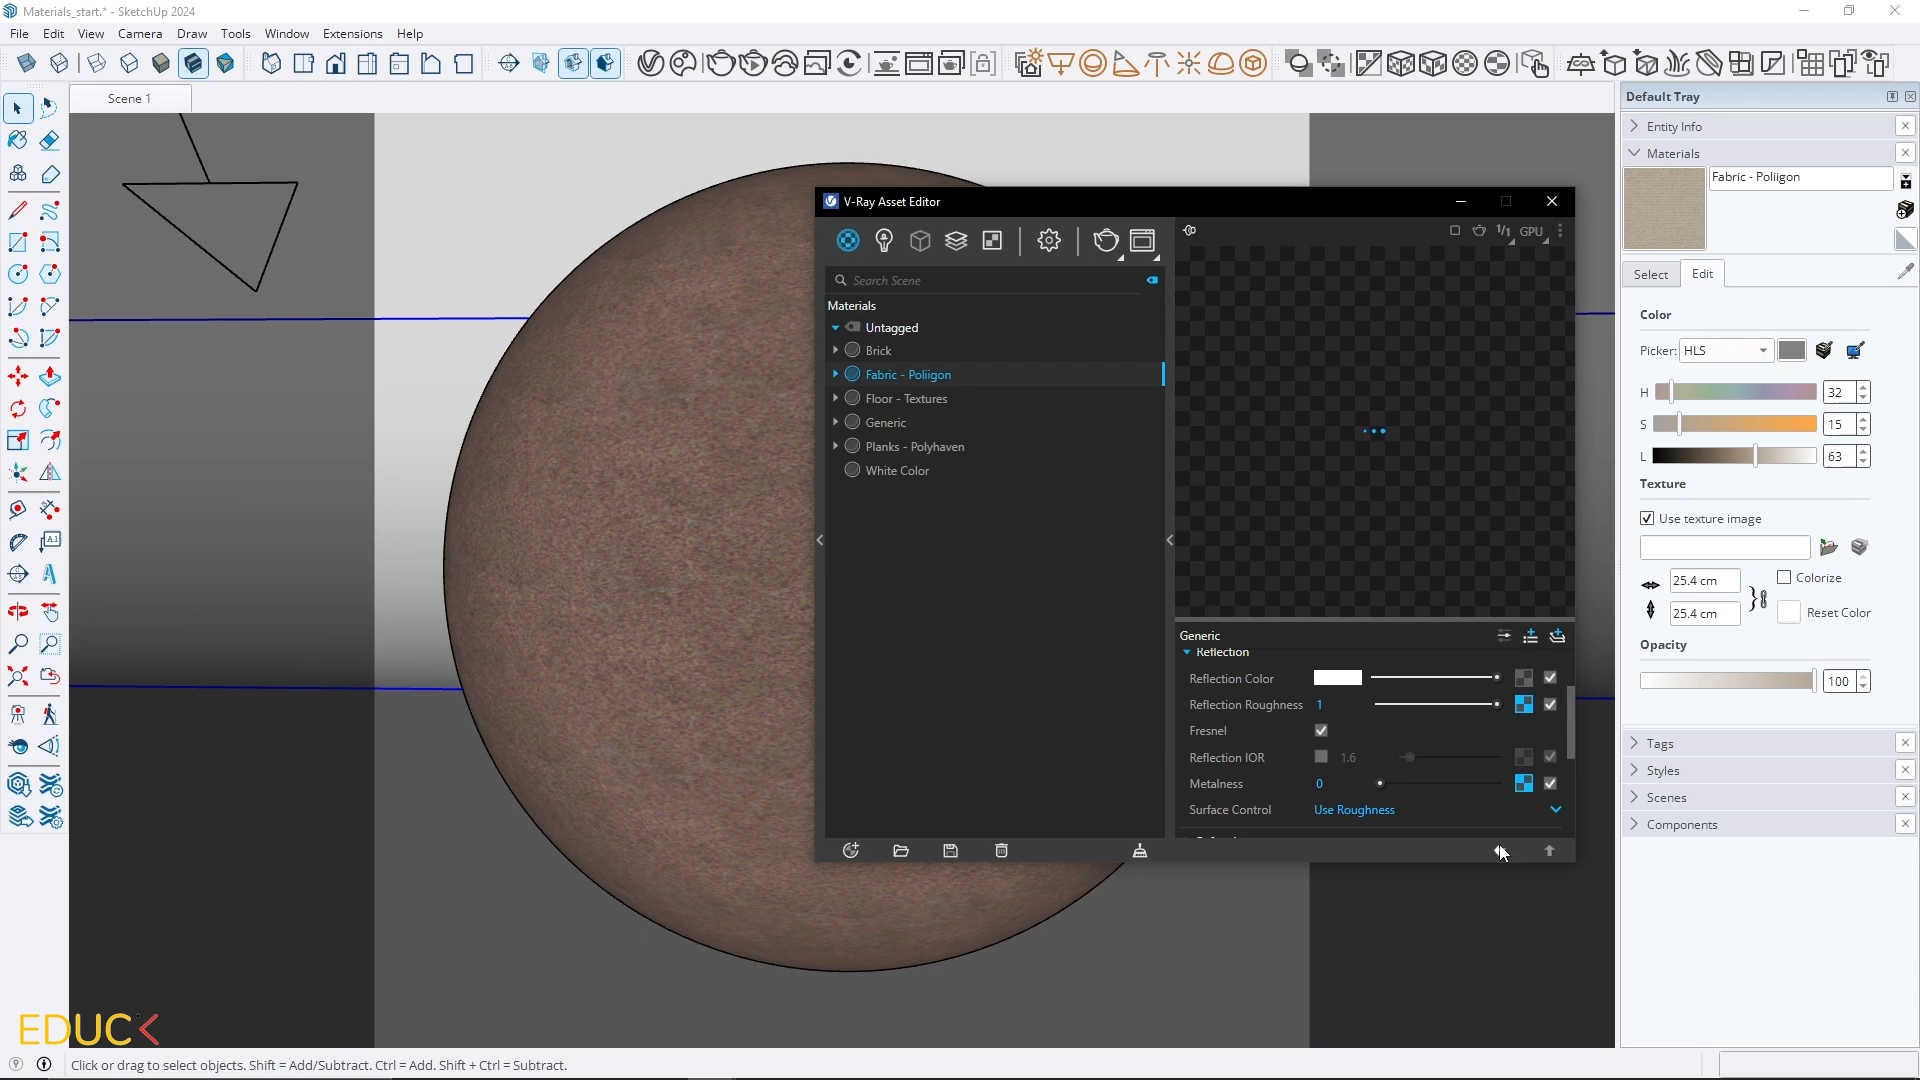 Materials_start.* - SketchUp 2024
File Edit View Camera Draw Tools Window Extensions Help
Scene 1
Default Tray
Entity Info
Materials
Fabric - Poliigon
Select Edit
Color
Picker: HLS
H 32
S 15
L 63
Texture
Use texture image
25.4 cm Colorize
25.4 cm Reset Color
Opacity
100
Tags
Styles
Scenes
Components
V-Ray Asset Editor
1/1 GPU
Search Scene
Materials
Untagged
Brick
Fabric - Poliigon
Floor - Textures
Generic
Planks - Polyhaven
White Color
Generic
Reflection
Reflection Color
Reflection Roughness 1
Fresnel
Reflection IOR 1.6
Metalness 0
Surface Control Use Roughness
A1
EDUCK
Click or drag to select objects. Shift = Add/Subtract. Ctrl = Add. Shift + Ctrl = Subtract.